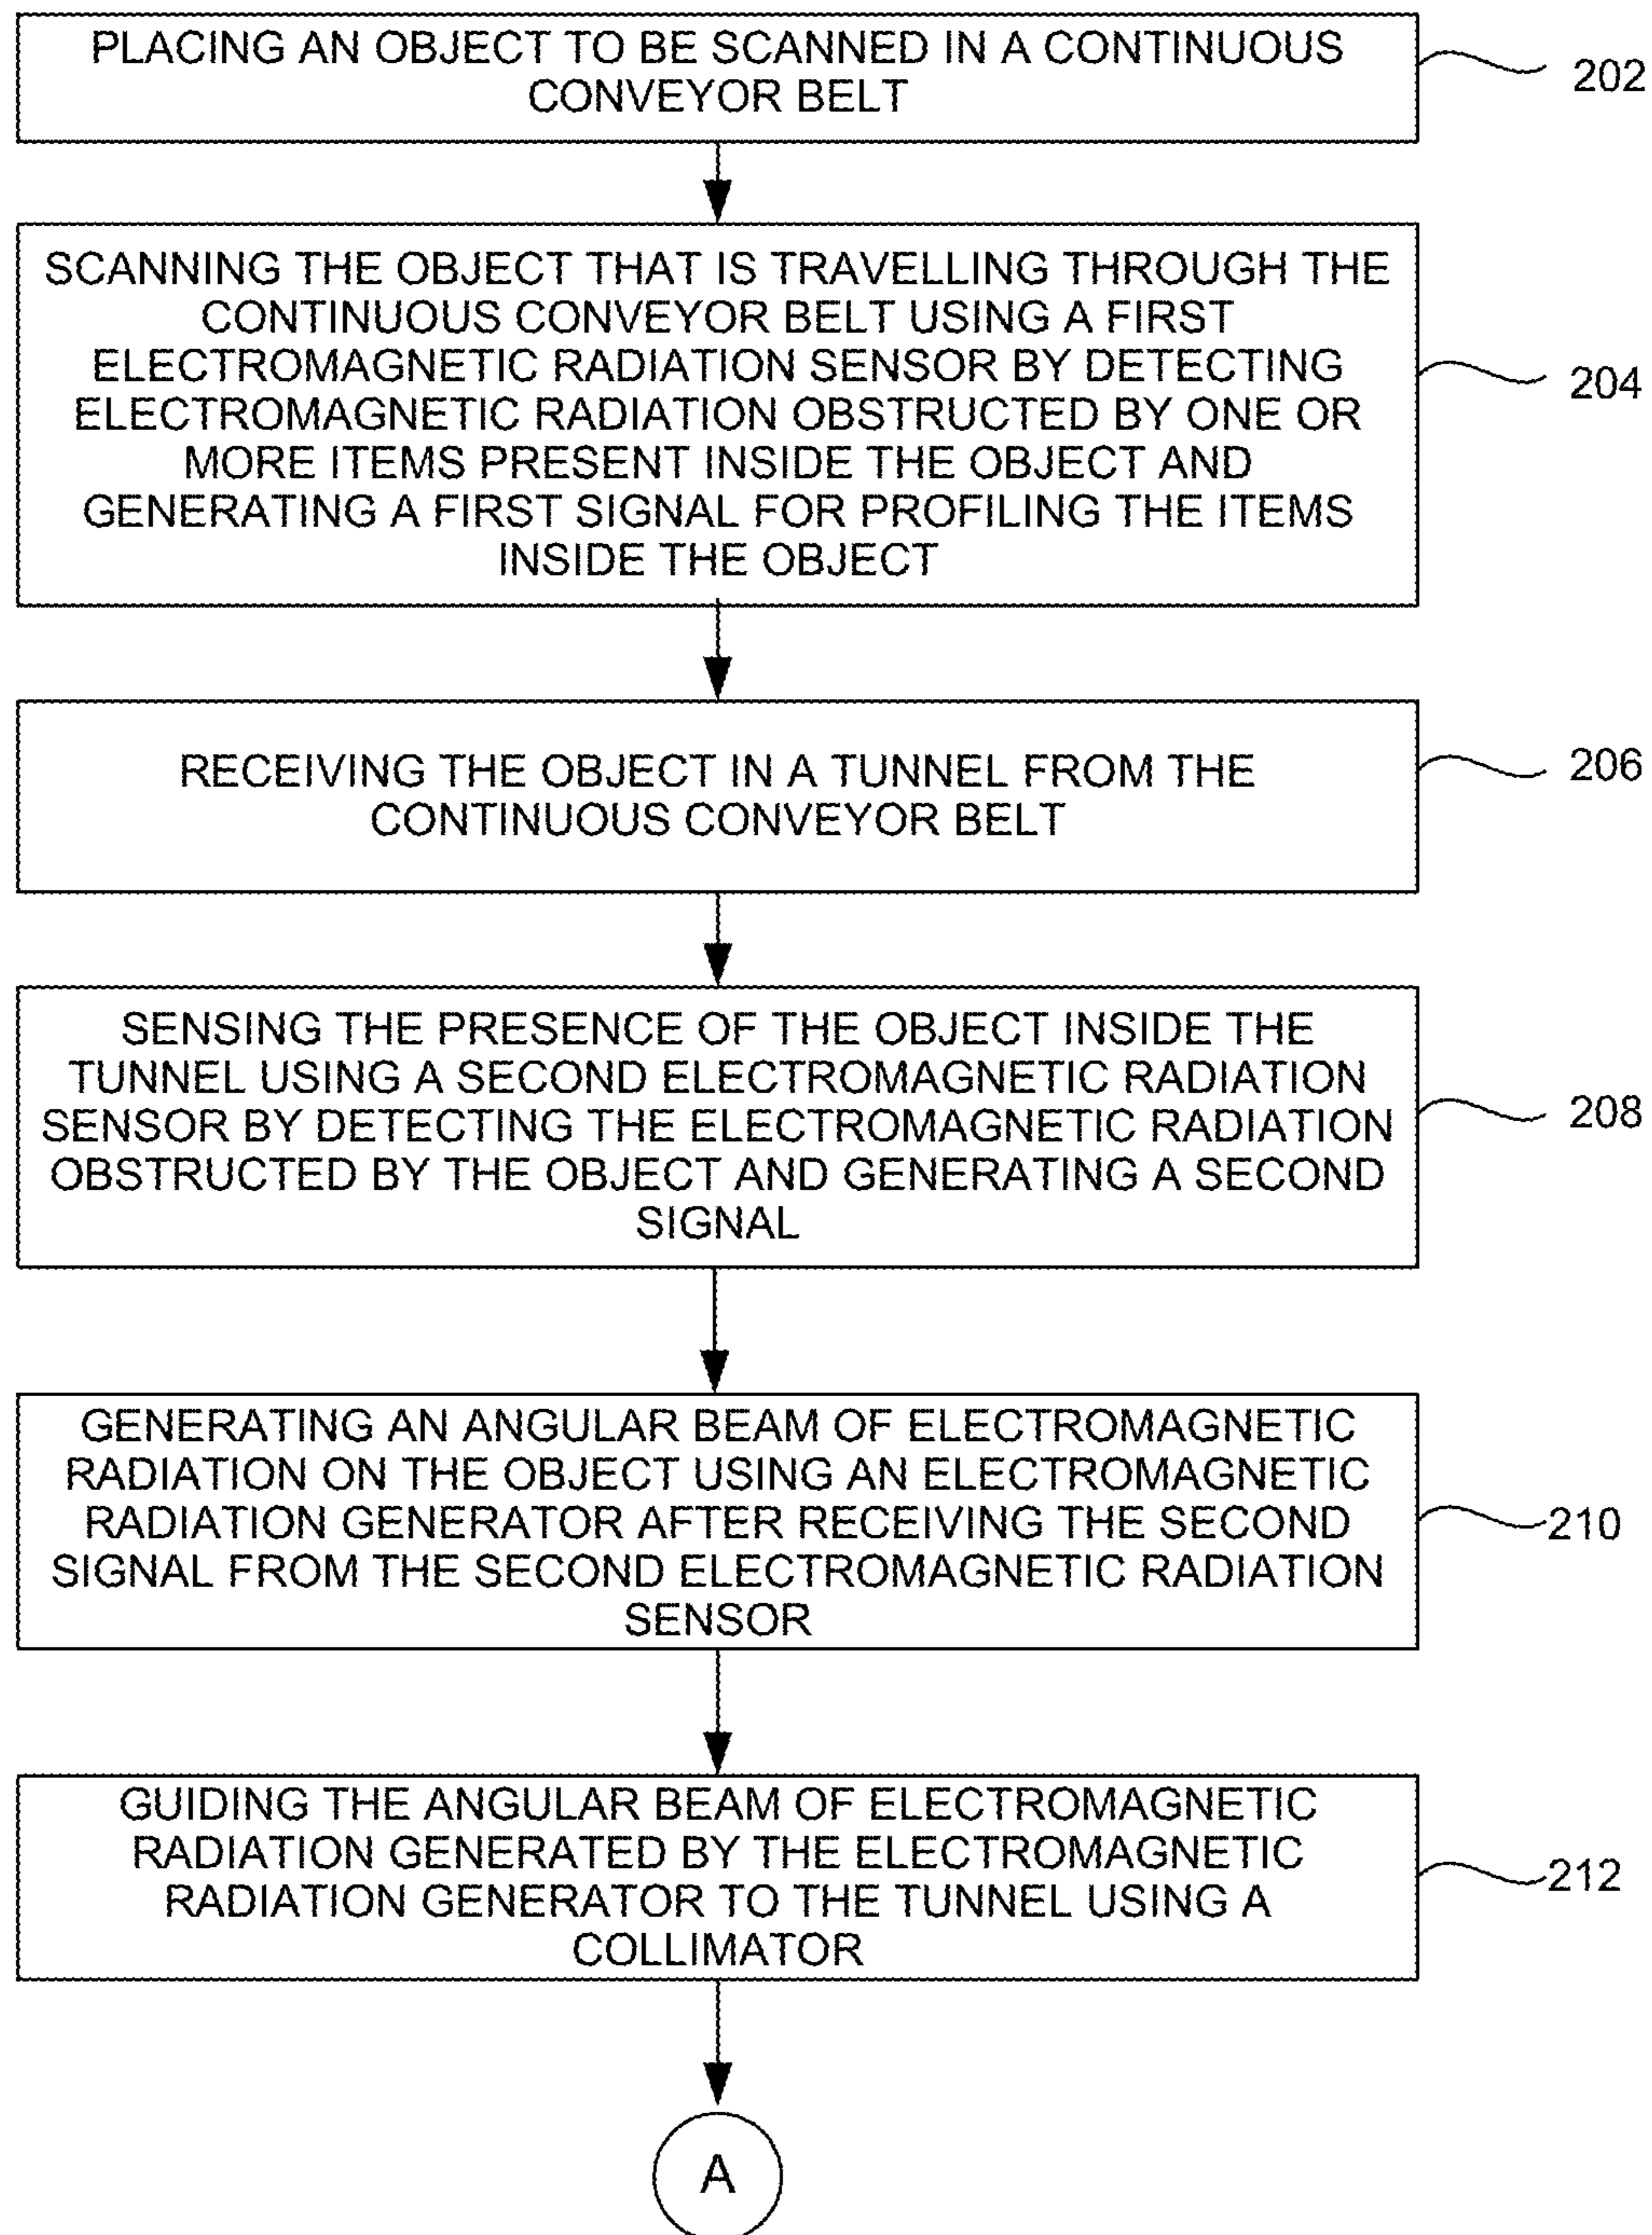 PLACING AN OBJECT TO BE SCANNED IN A CONTINUOUS
CONVEYOR BELT
202
SCANNING THE OBJECT THAT IS TRAVELLING THROUGH THE
CONTINUOUS CONVEYOR BELT USING A FIRST
ELECTROMAGNETIC RADIATION SENSOR BY DETECTING
ELECTROMAGNETIC RADIATION OBSTRUCTED BY ONE OR
MORE ITEMS PRESENT INSIDE THE OBJECT AND
GENERATING A FIRST SIGNAL FOR PROFILING THE ITEMS
INSIDE THE OBJECT
204
RECEIVING THE OBJECT IN A TUNNEL FROM THE
CONTINUOUS CONVEYOR BELT
206
SENSING THE PRESENCE OF THE OBJECT INSIDE THE
TUNNEL USING A SECOND ELECTROMAGNETIC RADIATION
SENSOR BY DETECTING THE ELECTROMAGNETIC RADIATION
OBSTRUCTED BY THE OBJECT AND GENERATING A SECOND
SIGNAL
208
GENERATING AN ANGULAR BEAM OF ELECTROMAGNETIC
RADIATION ON THE OBJECT USING AN ELECTROMAGNETIC
RADIATION GENERATOR AFTER RECEIVING THE SECOND
SIGNAL FROM THE SECOND ELECTROMAGNETIC RADIATION
SENSOR
210
GUIDING THE ANGULAR BEAM OF ELECTROMAGNETIC
RADIATION GENERATED BY THE ELECTROMAGNETIC
RADIATION GENERATOR TO THE TUNNEL USING A
COLLIMATOR
212
A